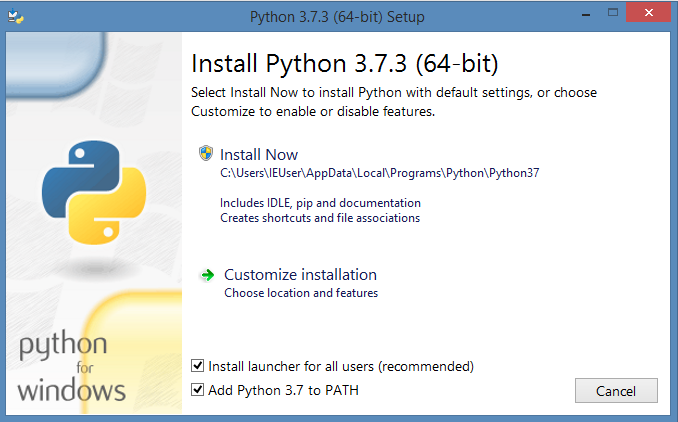 Python 3.7.3 (64-bit) Setup
Install Python 3.7.3 (64-bit)
Select Install Now to install Python with default settings, or choose
Customize to enable or disable features.
Install Now
C:\Users\IEUser\AppData\Local\Programs\Python\Python37
Includes IDLE, pip and documentation
Creates shortcuts and file associations
Customize installation
Choose location and features
python
for
windows
Install launcher for all users (recommended)
Add Python 3.7 to PATH
Cancel